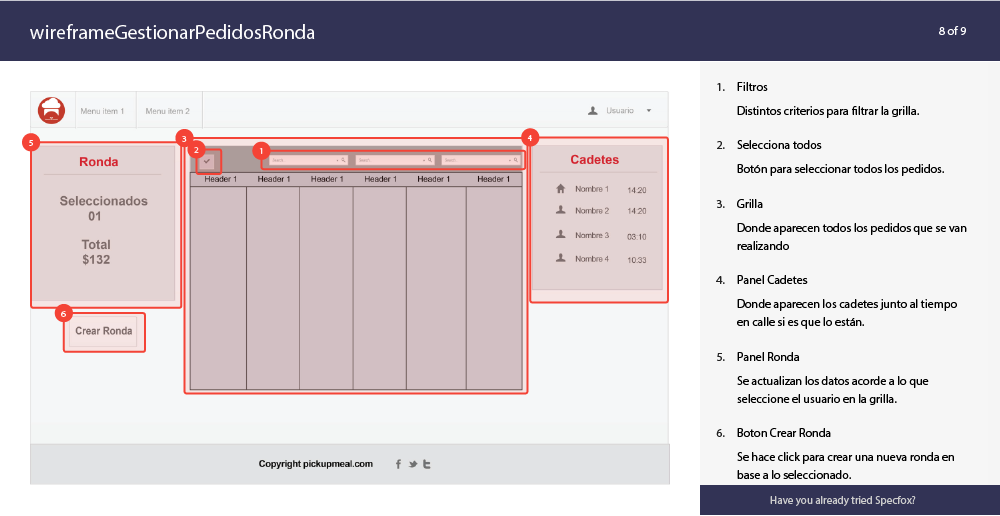 wireframeGestionarPedidosRonda
8 of 9
Menu item 1
Menu item 2
Usuario
5
Ronda
Seleccionados
01
Total
$132
6
Crear Ronda
3
2
1
Header 1 Header 1 Header 1 Header 1 Header 1 Header 1
4
Cadetes
Nombre 1 14:20
Nombre 2 14:20
Nombre 3 03:10
Nombre 4 10:33
Copyright pickupmeal.com
1. Filtros
Distintos criterios para filtrar la grilla.
2. Selecciona todos
Botón para seleccionar todos los pedidos.
3. Grilla
Donde aparecen todos los pedidos que se van
realizando
4. Panel Cadetes
Donde aparecen los cadetes junto al tiempo
en calle si es que lo están.
5. Panel Ronda
Se actualizan los datos acorde a lo que
seleccione el usuario en la grilla.
6. Boton Crear Ronda
Se hace click para crear una nueva ronda en
base a lo seleccionado.
Have you already tried Specfox?